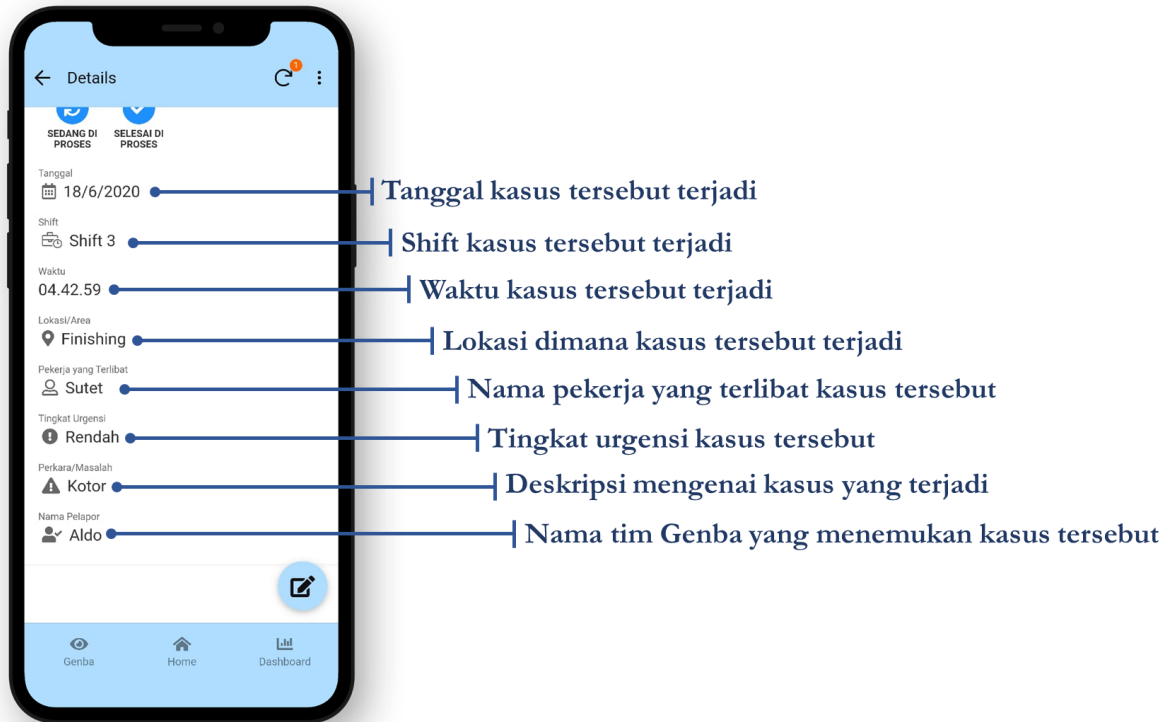 Details
1
SEDANG DI
PROSES
SELESAI DI
PROSES
Tanggal
18/6/2020
Tanggal kasus tersebut terjadi
Shift
Shift 3
Shift kasus tersebut terjadi
Waktu
04.42.59
Waktu kasus tersebut terjadi
Lokasi/Area
Finishing
Lokasi dimana kasus tersebut terjadi
Pekerja yang Terlibat
Sutet
Nama pekerja yang terlibat kasus tersebut
Tingkat Urgensi
Rendah
Tingkat urgensi kasus tersebut
Perkara/Masalah
Kotor
Deskripsi mengenai kasus yang terjadi
Nama Pelapor
Aldo
Nama tim Genba yang menemukan kasus tersebut
Genba
Home
Dashboard